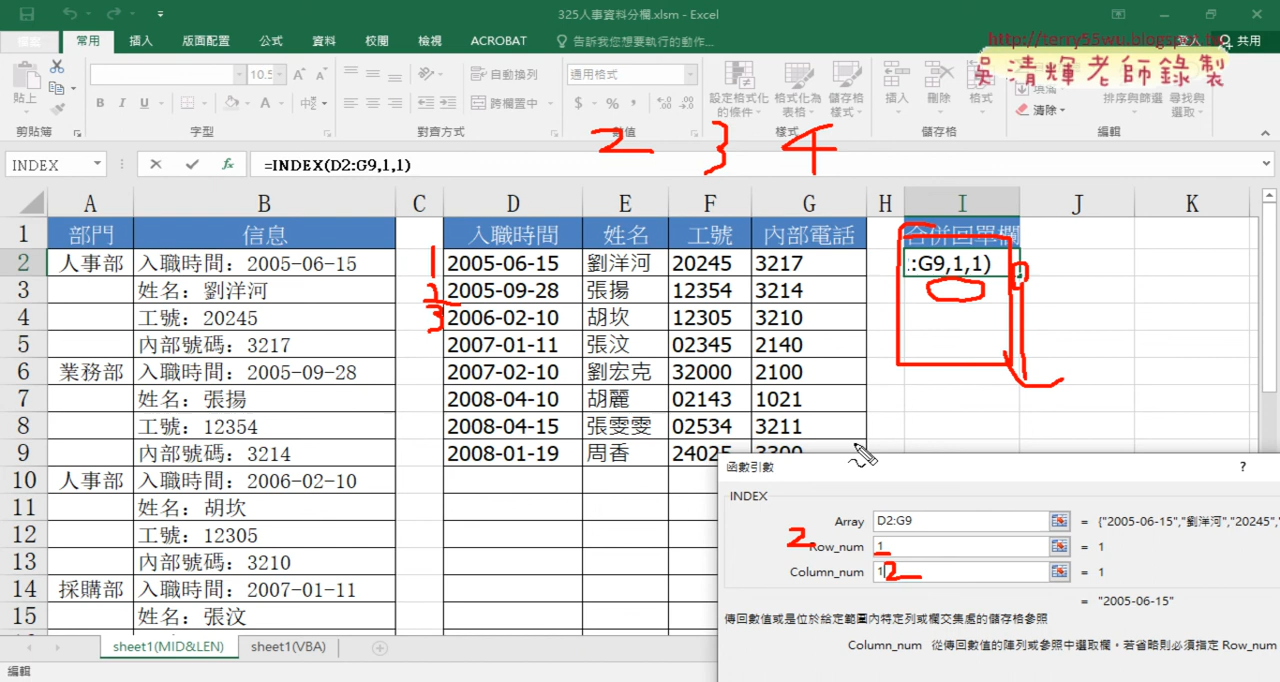 325人事資料分欄.xlsm - Excel
http://terry55wu.blogspot.tw
常用 插入 版面配置 公式 資料 校閱 檢視 ACROBAT 告訴我您想要執行的動作... 登入 共用
吳清輝老師錄製
貼上 10.5 自動換列 通用格式 設定格式化的條件 格式化為表格 儲存格樣式 插入 刪除 格式 填滿 清除 排序與篩選 尋找與選取
B I U A 中 跨欄置中 $ % ,
剪貼簿 字型 對齊方式 數值 樣式 儲存格 編輯
2 3 4
INDEX fx =INDEX(D2:G9,1,1)
A B C D E F G H I J K
1 部門 信息 入職時間 姓名 工號 內部電話 合併回單欄
2 人事部 入職時間：2005-06-15 1 2005-06-15 劉洋河 20245 3217 :G9,1,1)
3 姓名：劉洋河 2 2005-09-28 張揚 12354 3214
4 工號：20245 3 2006-02-10 胡坎 12305 3210
5 內部號碼：3217 2007-01-11 張汶 02345 2140
6 業務部 入職時間：2005-09-28 2007-02-10 劉宏克 32000 2100
7 姓名：張揚 2008-04-10 胡麗 02143 1021
8 工號：12354 2008-04-15 張雯雯 02534 3211
9 內部號碼：3214 2008-01-19 周香 24025 3300
10 人事部 入職時間：2006-02-10
11 姓名：胡坎
12 工號：12305
13 內部號碼：3210
14 採購部 入職時間：2007-01-11
15 姓名：張汶
函數引數 ?
INDEX
Array D2:G9 = {"2005-06-15","劉洋河","20245",
2 Row_num 1 = 1
Column_num 1 2 = 1
= "2005-06-15"
傳回數值或是位於給定範圍內特定列或欄交集處的儲存格參照
Column_num 從傳回數值的陣列或參照中選取欄，若省略則必須指定 Row_num
sheet1(MID&LEN) sheet1(VBA)
編輯